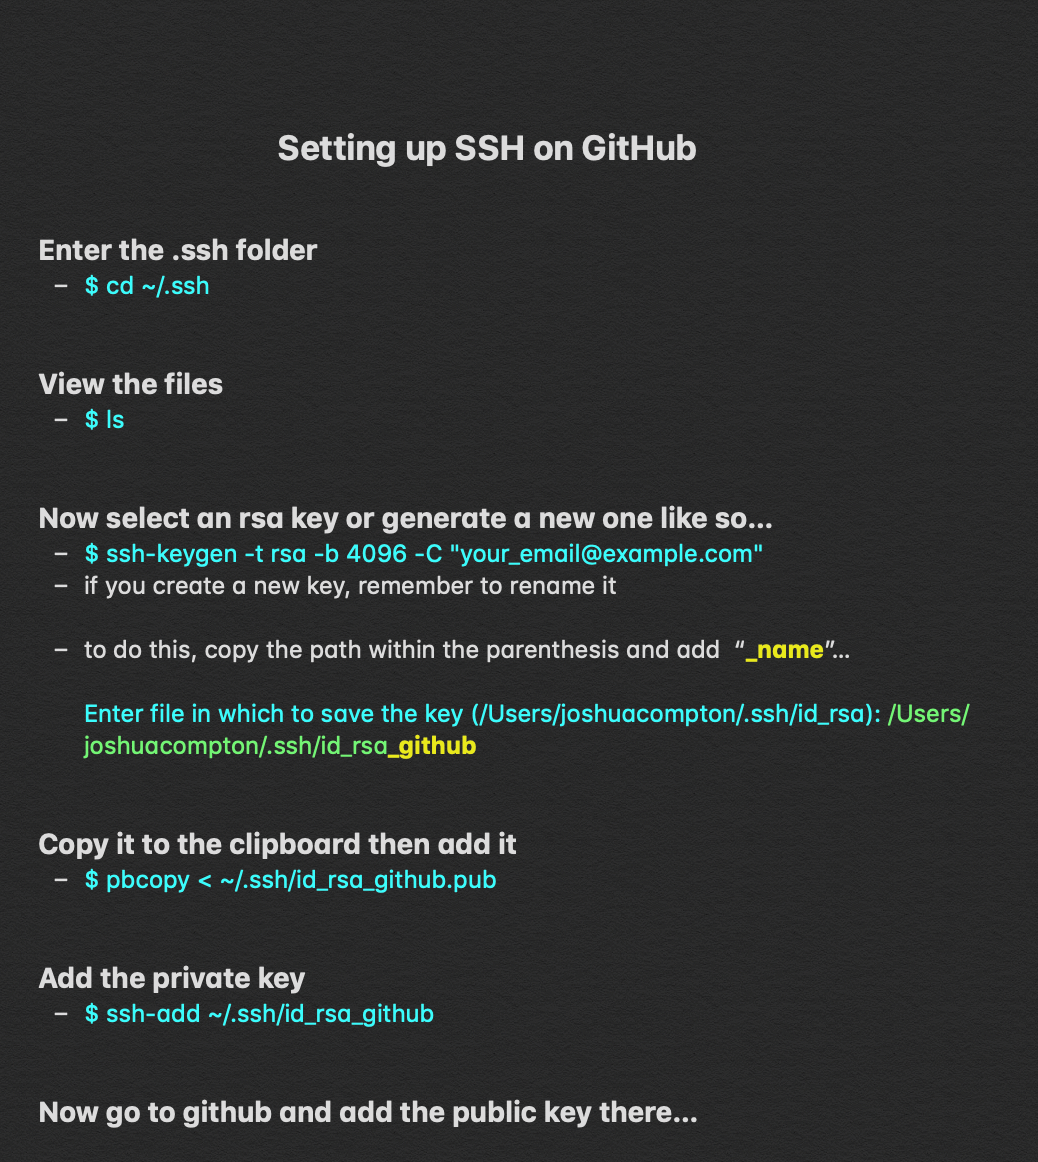 Setting up SSH on GitHub
Enter the .ssh folder
– $ cd ~/.ssh
View the files
– $ ls
Now select an rsa key or generate a new one like so...
– $ ssh-keygen -t rsa -b 4096 -C "your_email@example.com"
– if you create a new key, remember to rename it
– to do this, copy the path within the parenthesis and add “_name”...
Enter file in which to save the key (/Users/joshuacompton/.ssh/id_rsa): /Users/
joshuacompton/.ssh/id_rsa_github
Copy it to the clipboard then add it
– $ pbcopy < ~/.ssh/id_rsa_github.pub
Add the private key
– $ ssh-add ~/.ssh/id_rsa_github
Now go to github and add the public key there...